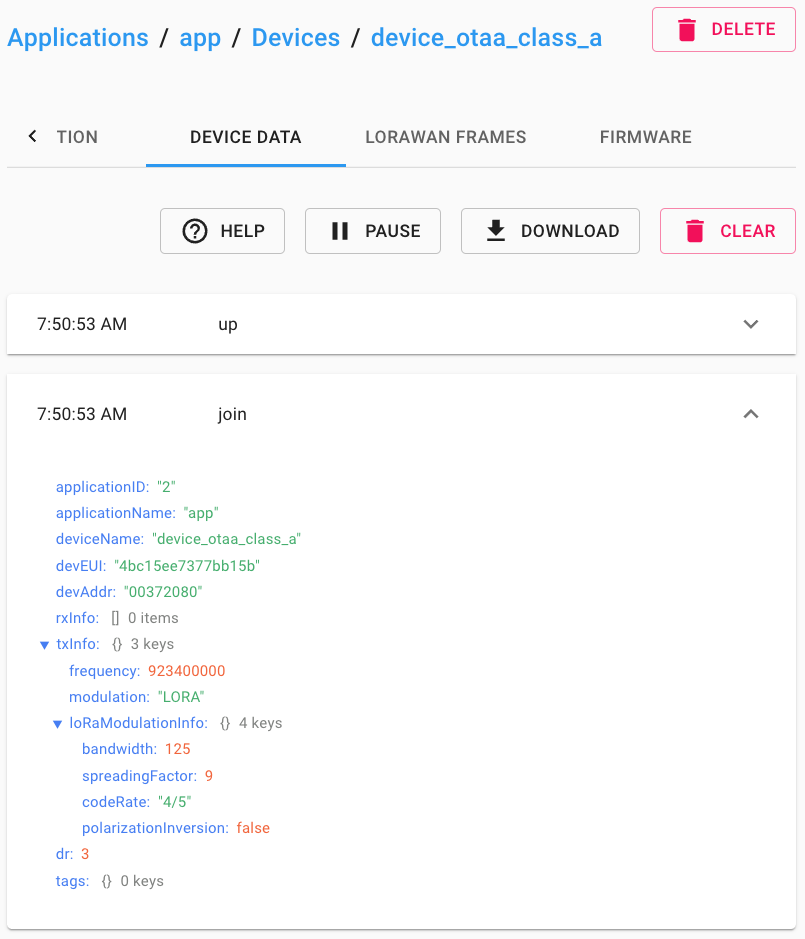 Applications / app / Devices / device_otaa_class_a
DELETE
TION
DEVICE DATA
LORAWAN FRAMES
FIRMWARE
HELP
PAUSE
DOWNLOAD
CLEAR
7:50:53 AM up
7:50:53 AM join
applicationID: "2"
applicationName: "app"
deviceName: "device_otaa_class_a"
devEUI: "4bc15ee7377bb15b"
devAddr: "00372080"
rxInfo: [] 0 items
txInfo: {} 3 keys
frequency: 923400000
modulation: "LORA"
loRaModulationInfo: {} 4 keys
bandwidth: 125
spreadingFactor: 9
codeRate: "4/5"
polarizationInversion: false
dr: 3
tags: {} 0 keys